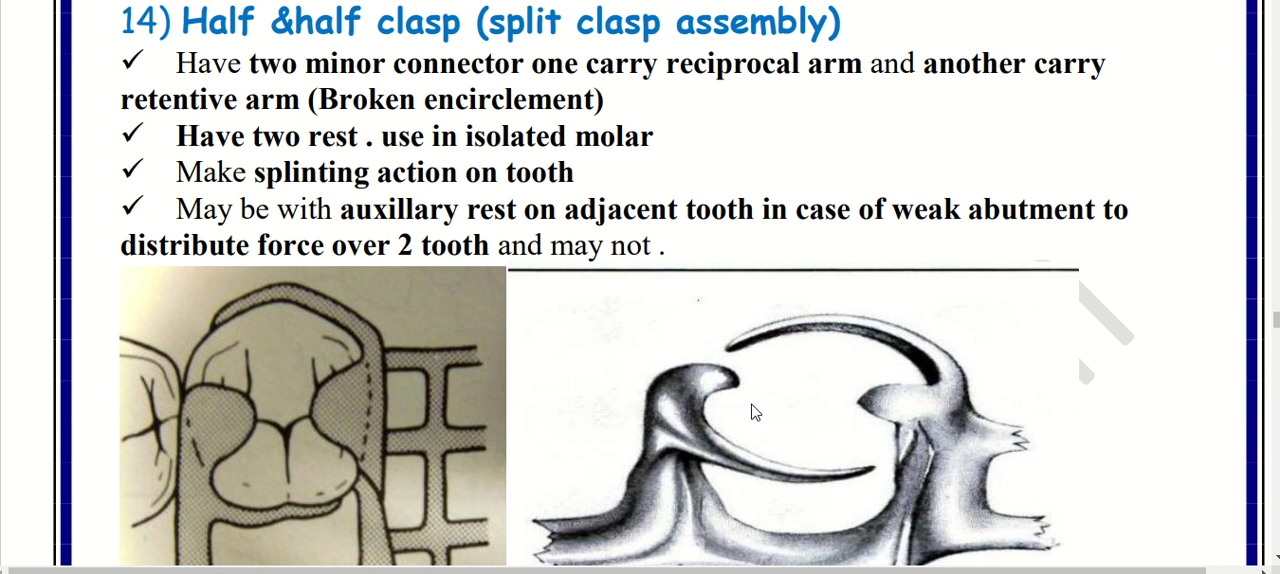 14) Half &half clasp (split clasp assembly)
✓ Have two minor connector one carry reciprocal arm and another carry
retentive arm (Broken encirclement)
✓ Have two rest . use in isolated molar
✓ Make splinting action on tooth
✓ May be with auxillary rest on adjacent tooth in case of weak abutment to
distribute force over 2 tooth and may not .